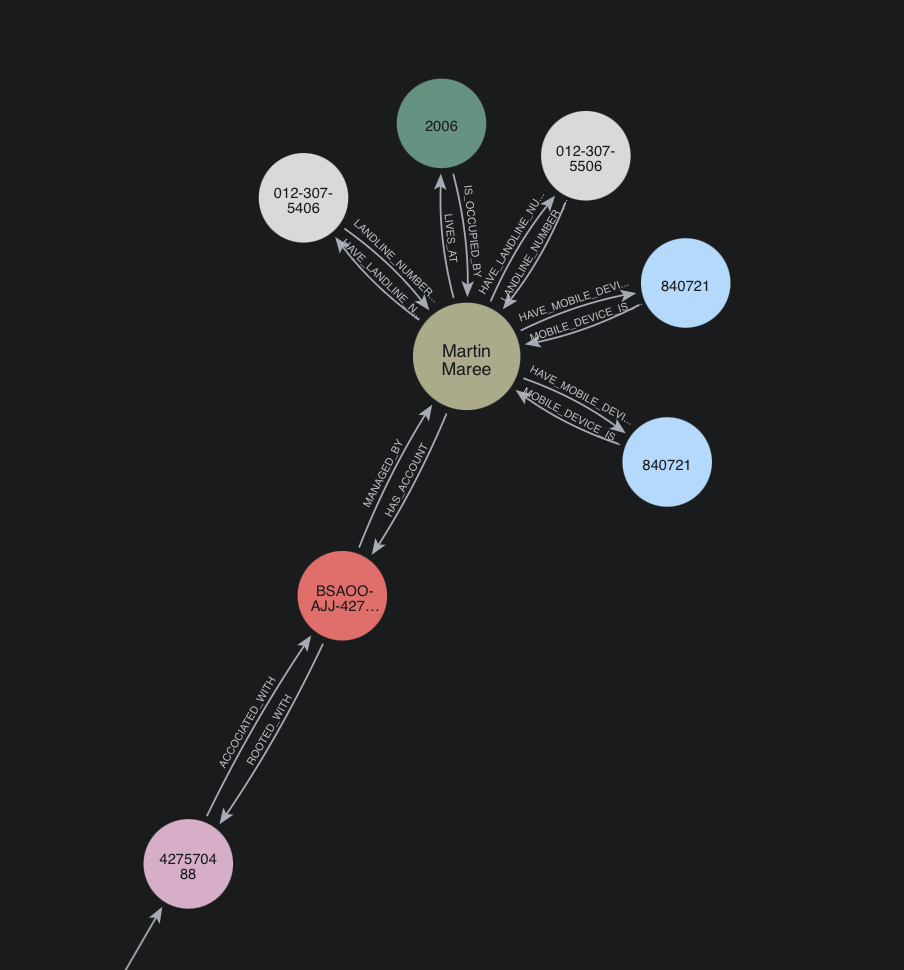 2006
012-307-
5506
012-307-
5406
LANDLINE_NUMBER...
HAVE_LANDLINE_N...
LIVES_AT
IS_OCCUPIED_BY
HAVE_LANDLINE_NU...
LANDLINE_NUMBER...
840721
HAVE_MOBILE_DEVI...
MOBILE_DEVICE_IS...
Martin
Maree
HAVE_MOBILE_DEVI...
MOBILE_DEVICE_IS...
840721
MANAGED_BY
HAS_ACCOUNT
BSAOO-
AJJ-427...
ACCOCIATED_WITH
ROOTED_WITH
4275704
88